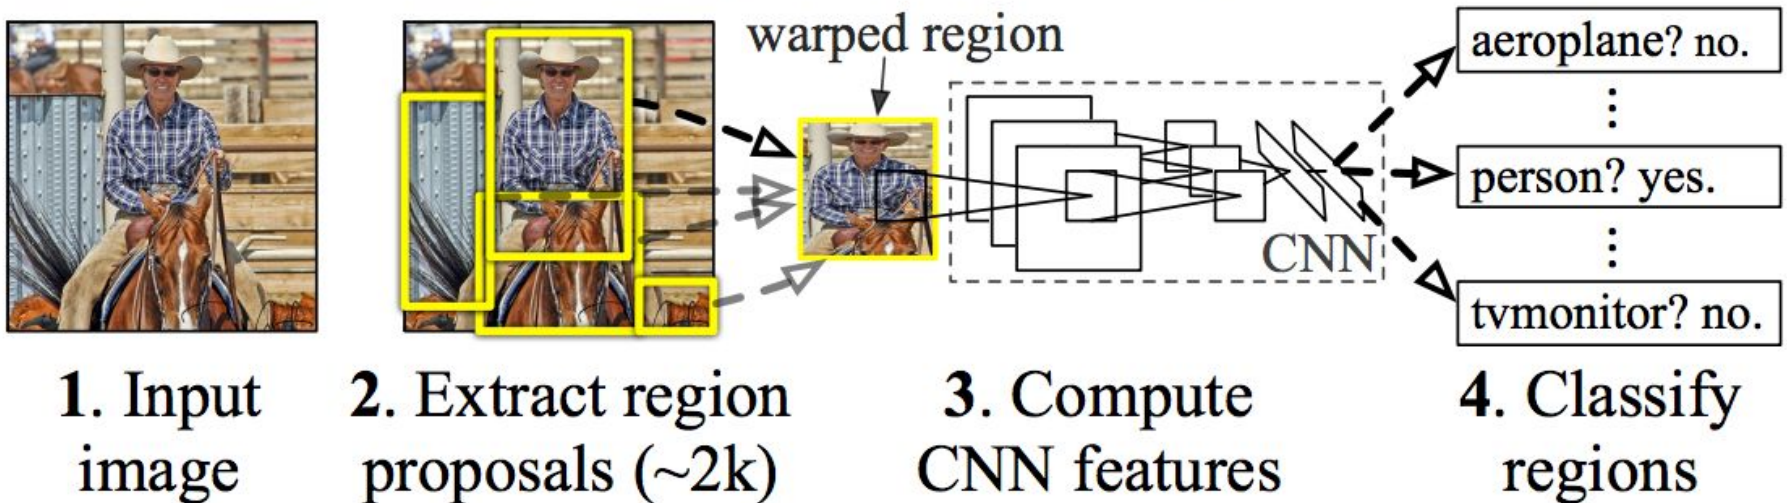 warped region
aeroplane? no.
person? yes.
CNN
tvmonitor? no.
1. Input
image
2. Extract region
proposals (~2k)
3. Compute
CNN features
4. Classify
regions